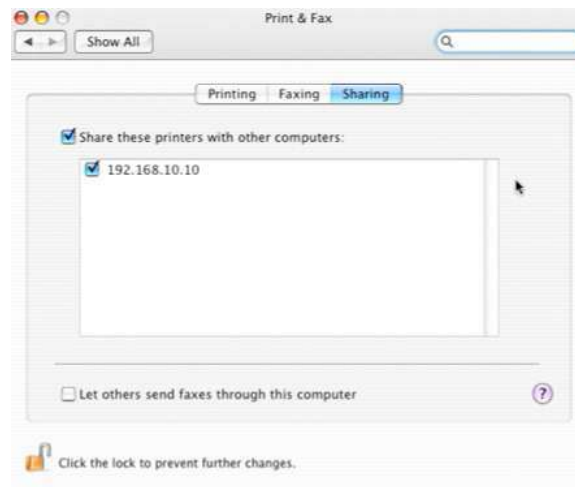 Print & Fax
Show All
Printing Faxing Sharing
Share these printers with other computers:
192.168.10.10
Let others send faxes through this computer
?
Click the lock to prevent further changes.